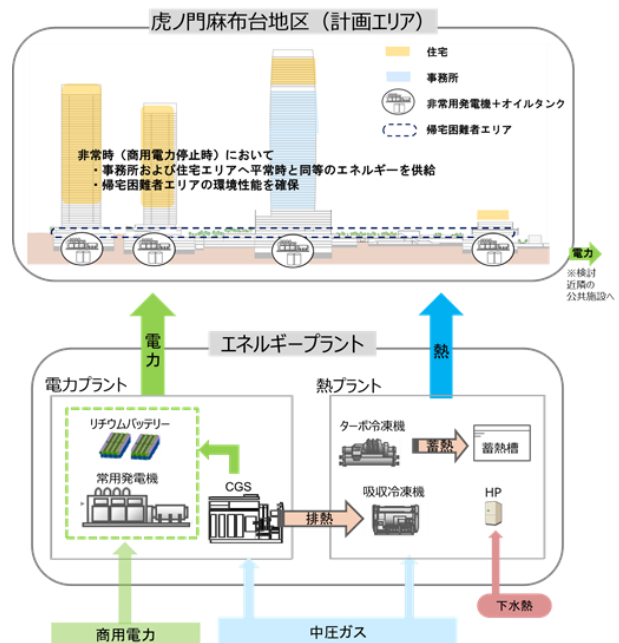 虎ノ門麻布台地区（計画エリア）
住宅
事務所
非常用発電機＋オイルタンク
帰宅困難者エリア
非常時（商用電力停止時）において
・事務所および住宅エリアへ平常時と同等のエネルギーを供給
・帰宅困難者エリアの環境性能を確保
電力
※検討
近隣の
公共施設へ
電力
熱
エネルギープラント
電力プラント
熱プラント
リチウムバッテリー
常用発電機
CGS
排熱
ターボ冷凍機
蓄熱
蓄熱槽
吸収冷凍機
HP
下水熱
商用電力
中圧ガス